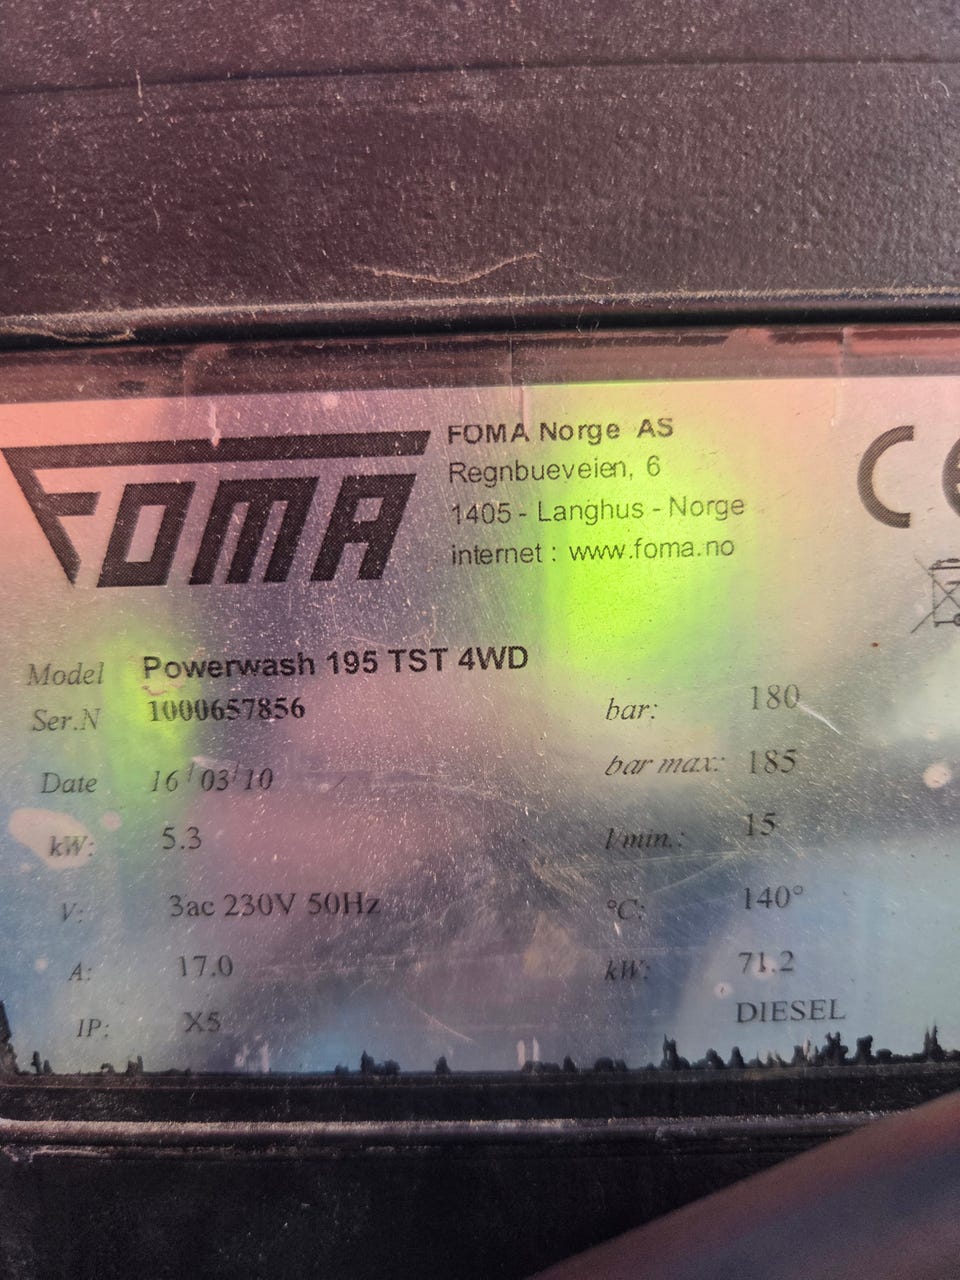 FOMA
FOMA Norge AS
Regnbueveien, 6
1405 - Langhus - Norge
internet : www.foma.no
CE
Model Powerwash 195 TST 4WD
Ser.N 1000657856
Date 16/03/10
kW: 5.3
V: 3ac 230V 50Hz
A: 17.0
IP: X5
bar: 180
bar max: 185
l/min.: 15
°C: 140°
kW: 71.2
DIESEL